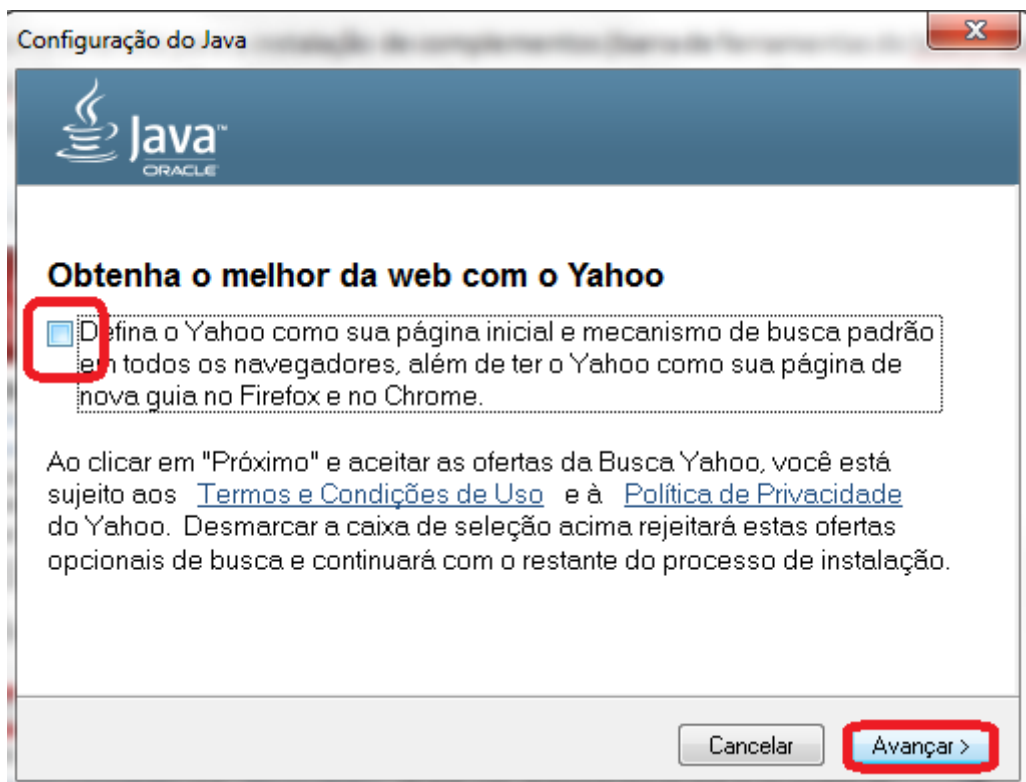 Configuração do Java
Java™
ORACLE
Obtenha o melhor da web com o Yahoo
Defina o Yahoo como sua página inicial e mecanismo de busca padrão
em todos os navegadores, além de ter o Yahoo como sua página de
nova guia no Firefox e no Chrome.
Ao clicar em "Próximo" e aceitar as ofertas da Busca Yahoo, você está
sujeito aos Termos e Condições de Uso e à Política de Privacidade
do Yahoo. Desmarcar a caixa de seleção acima rejeitará estas ofertas
opcionais de busca e continuará com o restante do processo de instalação.
Cancelar
Avançar >